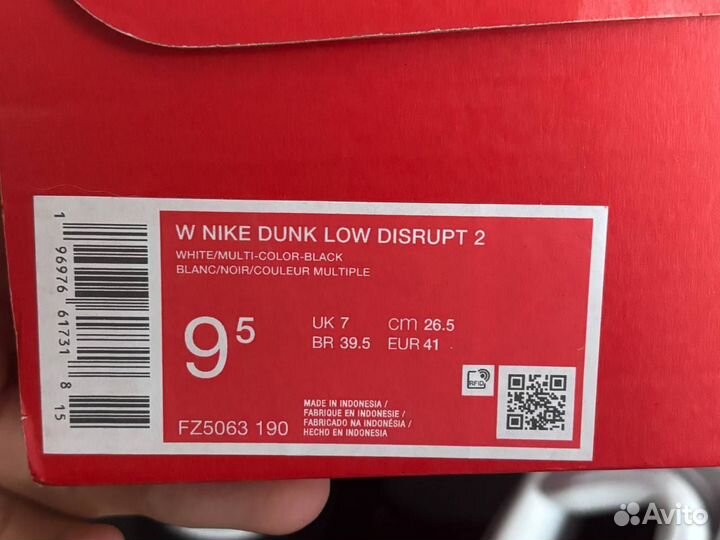 W NIKE DUNK LOW DISRUPT 2
WHITE/MULTI-COLOR-BLACK
BLANC/NOIR/COULEUR MULTIPLE
9⁵
UK 7 cm 26.5
BR 39.5 EUR 41
RFID
FZ5063 190
MADE IN INDONESIA /
FABRIQUE EN INDONESIE /
FABRICADO NA INDONÉSIA /
HECHO EN INDONESIA
1 96976 61731 8 15
Avito